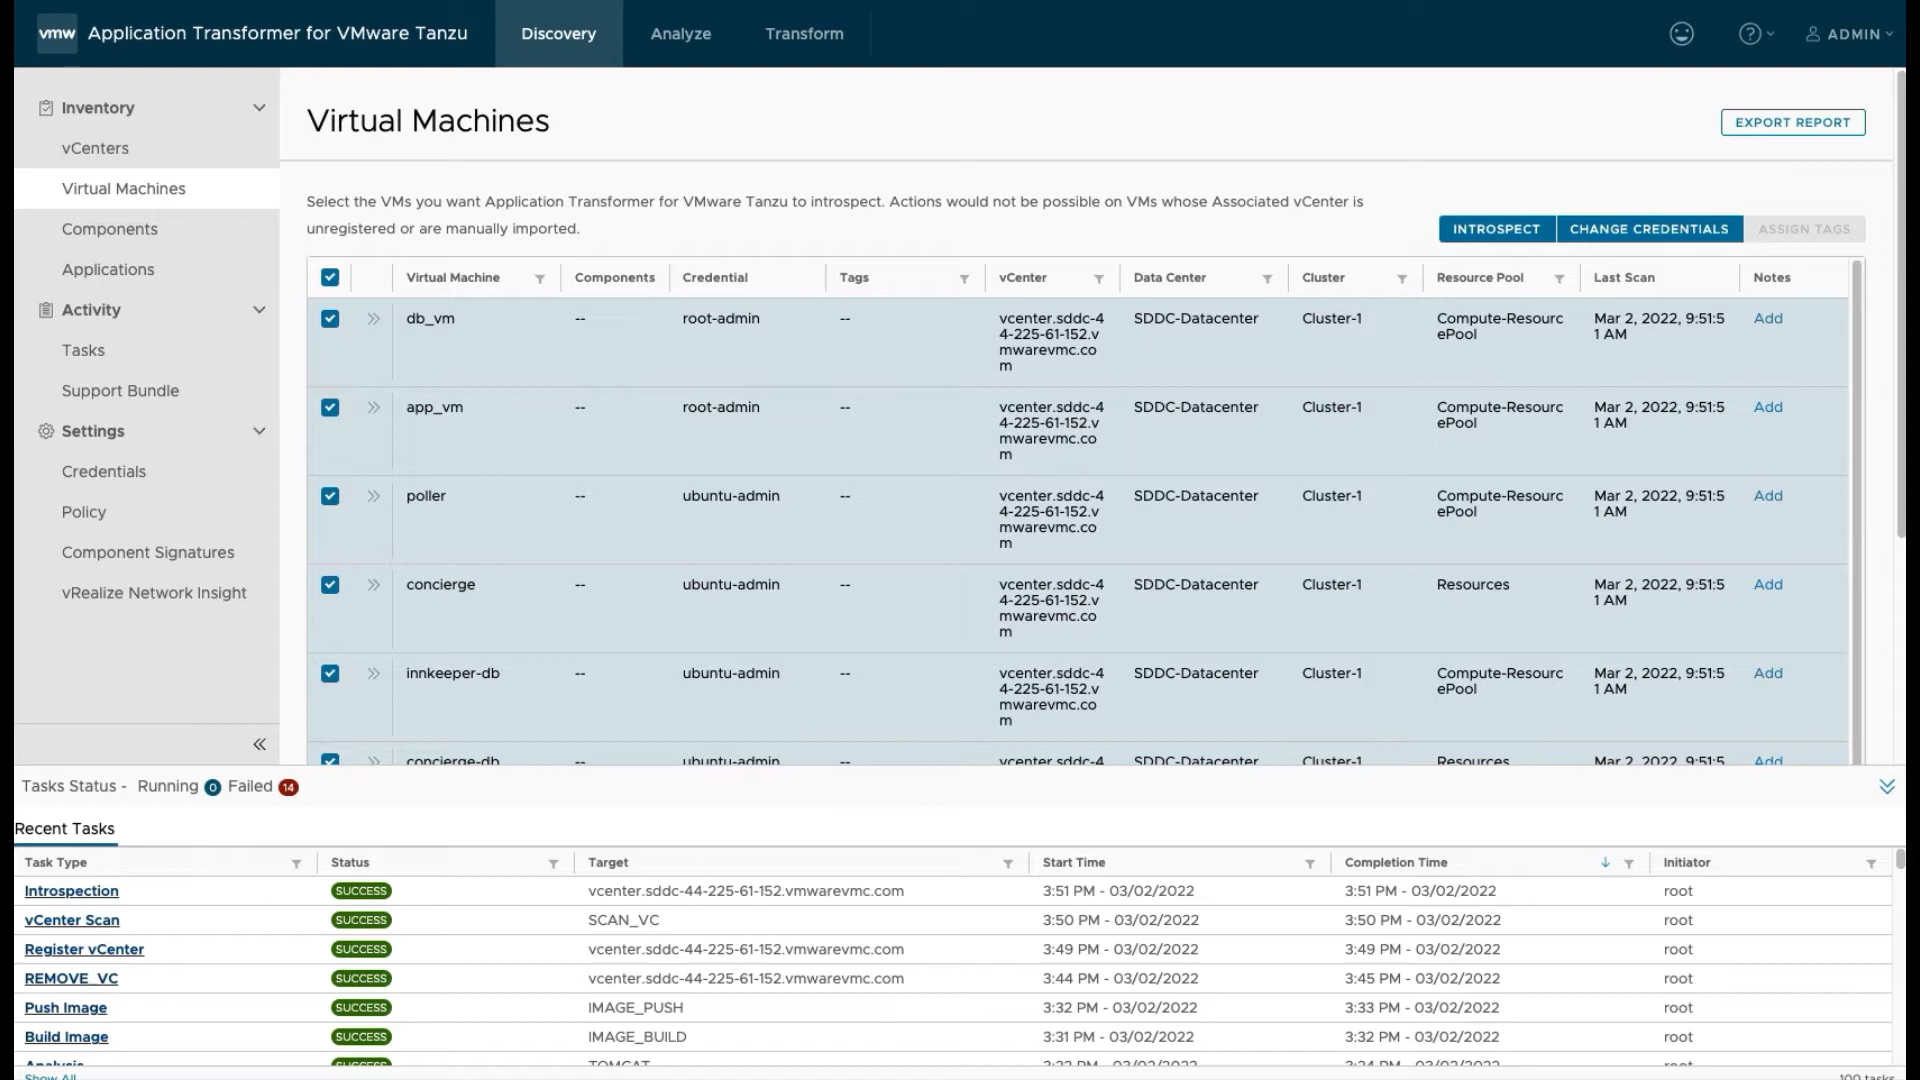 vmw Application Transformer for VMware Tanzu Discovery Analyze Transform ? ADMIN
Inventory
vCenters
Virtual Machines
Components
Applications
Activity
Tasks
Support Bundle
Settings
Credentials
Policy
Component Signatures
vRealize Network Insight
Virtual Machines
EXPORT REPORT
Select the VMs you want Application Transformer for VMware Tanzu to introspect. Actions would not be possible on VMs whose Associated vCenter is
unregistered or are manually imported.
INTROSPECT CHANGE CREDENTIALS ASSIGN TAGS
Virtual Machine Components Credential Tags vCenter Data Center Cluster Resource Pool Last Scan Notes
db_vm -- root-admin -- vcenter.sddc-4 SDDC-Datacenter Cluster-1 Compute-Resourc Mar 2, 2022, 9:51:5 Add
4-225-61-152.v ePool 1 AM
mwarevmc.co
m
app_vm -- root-admin -- vcenter.sddc-4 SDDC-Datacenter Cluster-1 Compute-Resourc Mar 2, 2022, 9:51:5 Add
4-225-61-152.v ePool 1 AM
mwarevmc.co
m
poller -- ubuntu-admin -- vcenter.sddc-4 SDDC-Datacenter Cluster-1 Compute-Resourc Mar 2, 2022, 9:51:5 Add
4-225-61-152.v ePool 1 AM
mwarevmc.co
m
concierge -- ubuntu-admin -- vcenter.sddc-4 SDDC-Datacenter Cluster-1 Resources Mar 2, 2022, 9:51:5 Add
4-225-61-152.v 1 AM
mwarevmc.co
m
innkeeper-db -- ubuntu-admin -- vcenter.sddc-4 SDDC-Datacenter Cluster-1 Compute-Resourc Mar 2, 2022, 9:51:5 Add
4-225-61-152.v ePool 1 AM
mwarevmc.co
m
concierge-db -- ubuntu-admin -- vcenter.sddc-4 SDDC-Datacenter Cluster-1 Resources Mar 2, 2022, 9:51:5 Add
Tasks Status - Running 0 Failed 14
Recent Tasks
Task Type Status Target Start Time Completion Time Initiator
Introspection SUCCESS vcenter.sddc-44-225-61-152.vmwarevmc.com 3:51 PM - 03/02/2022 3:51 PM - 03/02/2022 root
vCenter Scan SUCCESS SCAN_VC 3:50 PM - 03/02/2022 3:50 PM - 03/02/2022 root
Register vCenter SUCCESS vcenter.sddc-44-225-61-152.vmwarevmc.com 3:49 PM - 03/02/2022 3:49 PM - 03/02/2022 root
REMOVE_VC SUCCESS vcenter.sddc-44-225-61-152.vmwarevmc.com 3:44 PM - 03/02/2022 3:45 PM - 03/02/2022 root
Push Image SUCCESS IMAGE_PUSH 3:32 PM - 03/02/2022 3:33 PM - 03/02/2022 root
Build Image SUCCESS IMAGE_BUILD 3:31 PM - 03/02/2022 3:32 PM - 03/02/2022 root
Analysis SUCCESS TOMCAT PM - 03/02/2022 PM - 03/02/2022 root
Show All 100 tasks